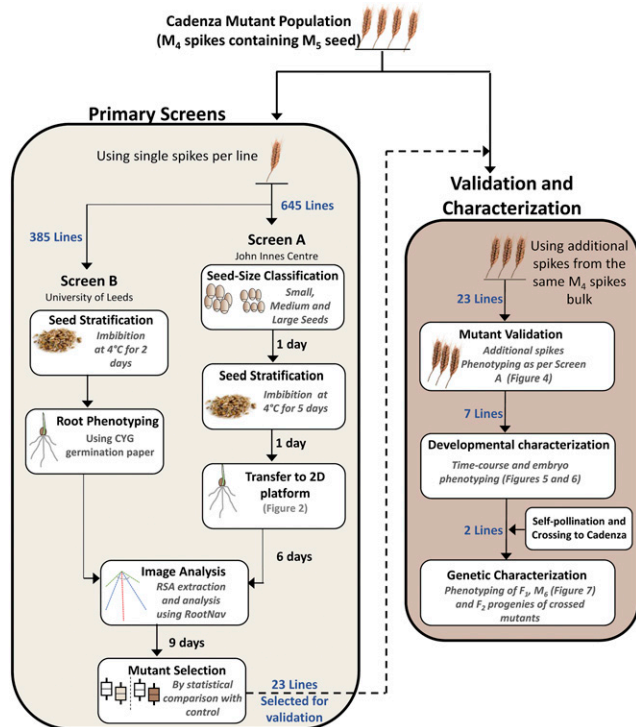 Cadenza Mutant Population
(M4 spikes containing M5 seed)
Primary Screens
Using single spikes per line
645 Lines
385 Lines
Screen A
John Innes Centre
Seed-Size Classification
Small,
Medium and
Large Seeds
1 day
Seed Stratification
Imbibition at
4°C for 5 days
1 day
Transfer to 2D
platform
(Figure 2)
6 days
Screen B
University of Leeds
Seed Stratification
Imbibition
at 4°C for 2
days
Root Phenotyping
Using CYG
germination paper
Image Analysis
RSA extraction
and analysis
using RootNav
9 days
Mutant Selection
By statistical
comparison with
control
23 Lines
Selected for
validation
Validation and
Characterization
Using additional
spikes from the
same M4 spikes
bulk
23 Lines
Mutant Validation
Additional spikes
Phenotyping as per Screen
A (Figure 4)
7 Lines
Developmental characterization
Time-course and embryo
phenotyping (Figures 5 and 6)
2 Lines
Self-pollination and
Crossing to Cadenza
Genetic Characterization
Phenotyping of F1, M6 (Figure 7)
and F2 progenies of crossed
mutants